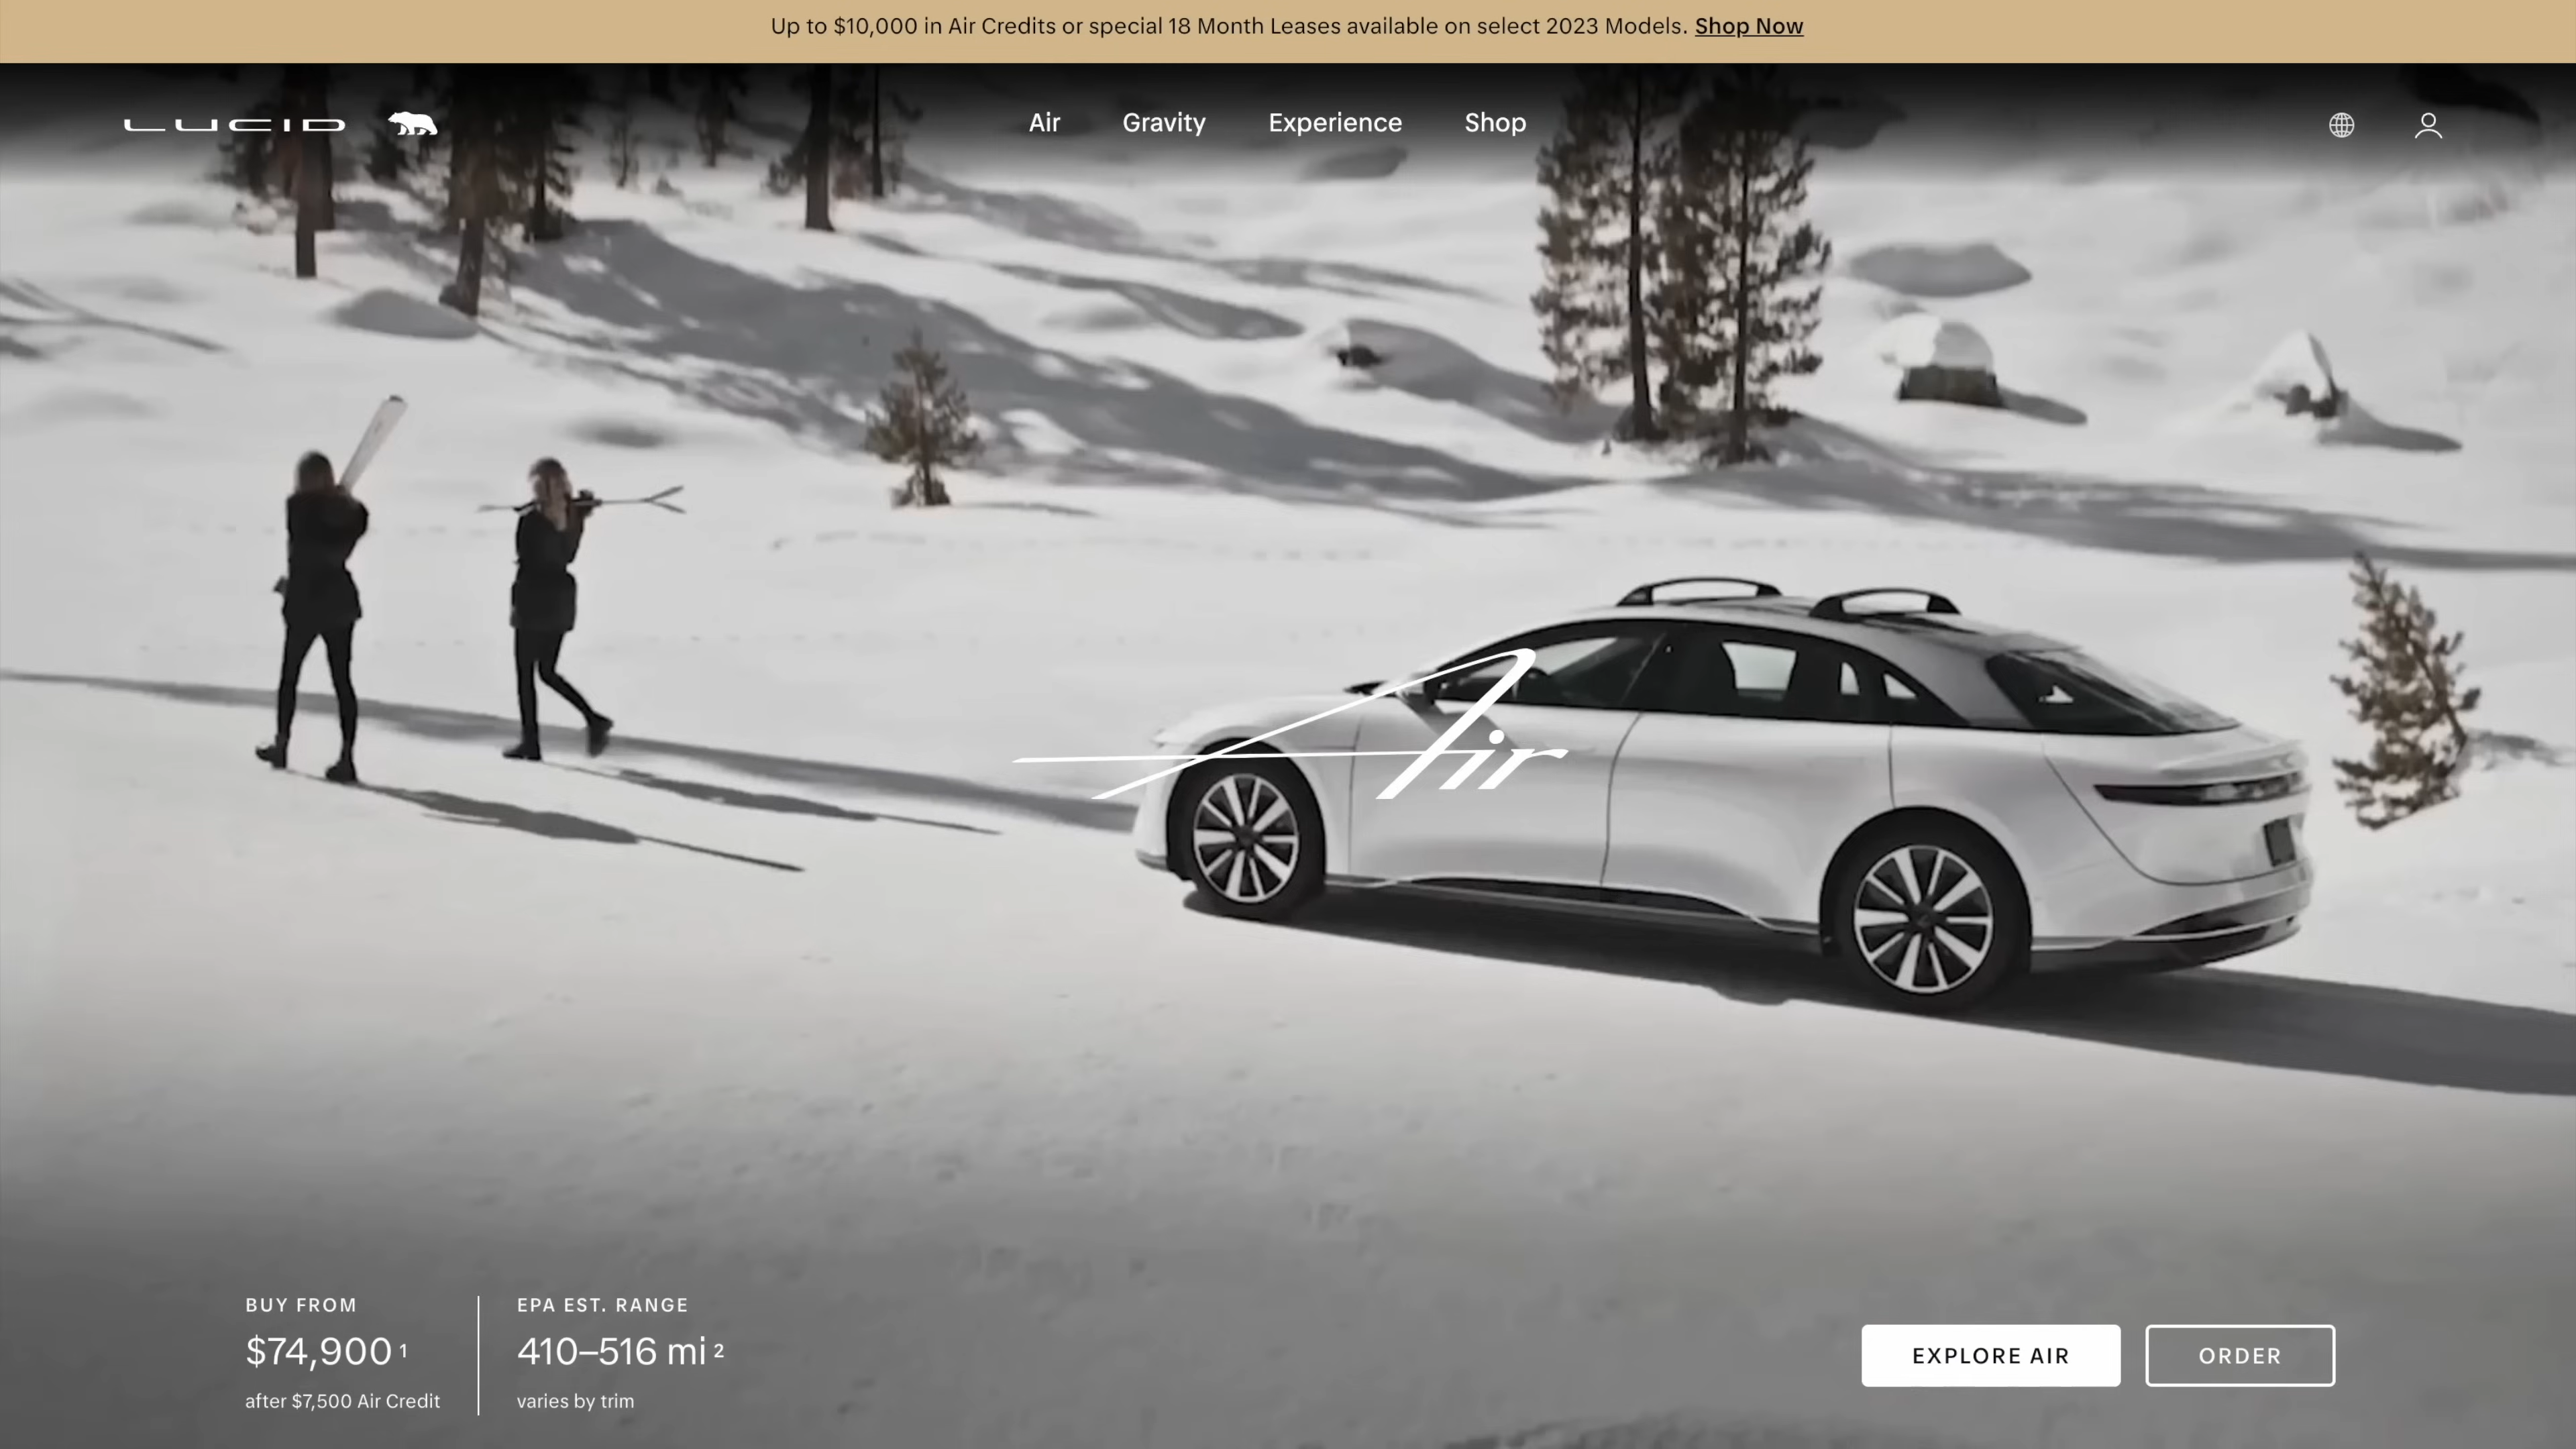 Up to $10,000 in Air Credits or special 18 Month Leases available on select 2023 Models. Shop Now
LUCID
Air Gravity Experience Shop
Air
BUY FROM
$74,900 1
after $7,500 Air Credit
EPA EST. RANGE
410–516 mi 2
varies by trim
EXPLORE AIR
ORDER